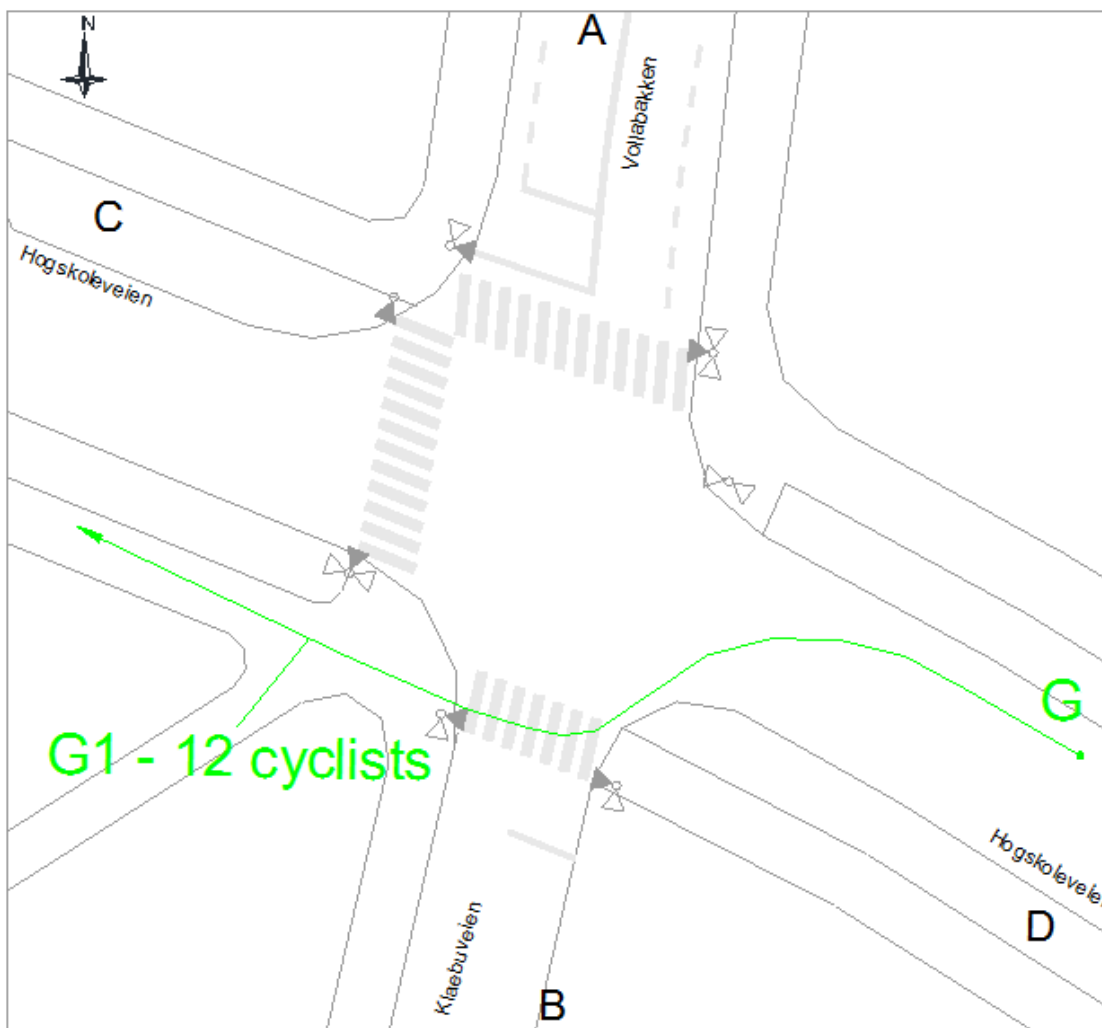 N
A
Vollabakken
C
Hogskoleveien
G
G1 - 12 cyclists
Hogskoleveien
D
Klaebuveien
B